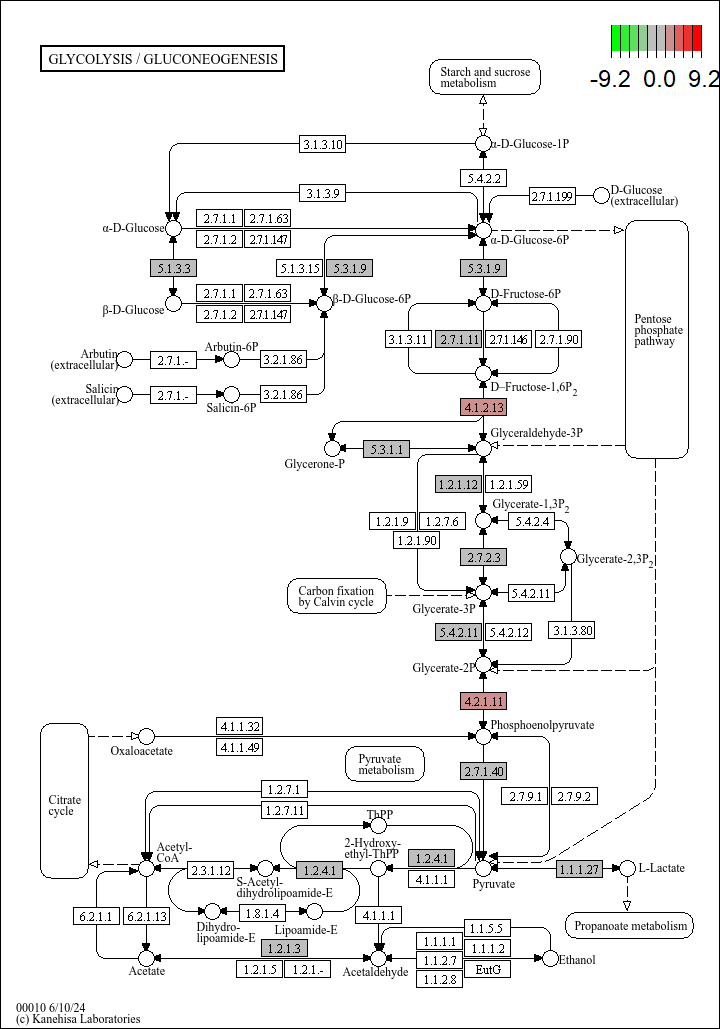 GLYCOLYSIS / GLUCONEOGENESIS
-9.2 0.0 9.2
Starch and sucrose
metabolism
3.1.3.10
α-D-Glucose-1P
5.4.2.2
3.1.3.9
2.7.1.199
D-Glucose
(extracellular)
2.7.1.1 2.7.1.63
α-D-Glucose
2.7.1.2 2.7.1.147
α-D-Glucose-6P
5.1.3.3
5.1.3.15 5.3.1.9
5.3.1.9
2.7.1.1 2.7.1.63
β-D-Glucose
2.7.1.2 2.7.1.147
β-D-Glucose-6P
D-Fructose-6P
Pentose
phosphate
pathway
3.1.3.11 2.7.1.11 2.7.1.146 2.7.1.90
Arbutin
(extracellular)
2.7.1.-
Arbutin-6P
3.2.1.86
Salicin
(extracellular)
2.7.1.-
Salicin-6P
3.2.1.86
D-Fructose-1,6P2
4.1.2.13
Glyceraldehyde-3P
5.3.1.1
Glycerone-P
1.2.1.12 1.2.1.59
Glycerate-1,3P2
1.2.1.9 1.2.7.6
5.4.2.4
1.2.1.90
2.7.2.3
Glycerate-2,3P2
Carbon fixation
by Calvin cycle
5.4.2.11
Glycerate-3P
5.4.2.11 5.4.2.12
3.1.3.80
Glycerate-2P
4.2.1.11
4.1.1.32
Oxaloacetate
4.1.1.49
Phosphoenolpyruvate
Pyruvate
metabolism
2.7.1.40
Citrate
cycle
1.2.7.1
1.2.7.11
2.7.9.1 2.7.9.2
ThPP
Acetyl-
CoA
2-Hydroxy-
ethyl-ThPP
2.3.1.12
S-Acetyl-
dihydrolipoamide-E
1.2.4.1
1.2.4.1
4.1.1.1
Pyruvate
1.1.1.27
L-Lactate
6.2.1.1 6.2.1.13
Dihydro-
lipoamide-E
1.8.1.4
Lipoamide-E
4.1.1.1
Propanoate metabolism
1.2.1.3
1.1.5.5
1.1.1.1 1.1.1.2
Acetate
1.2.1.5 1.2.1.-
Acetaldehyde
1.1.2.7 EutG
1.1.2.8
Ethanol
00010 6/10/24
(c) Kanehisa Laboratories